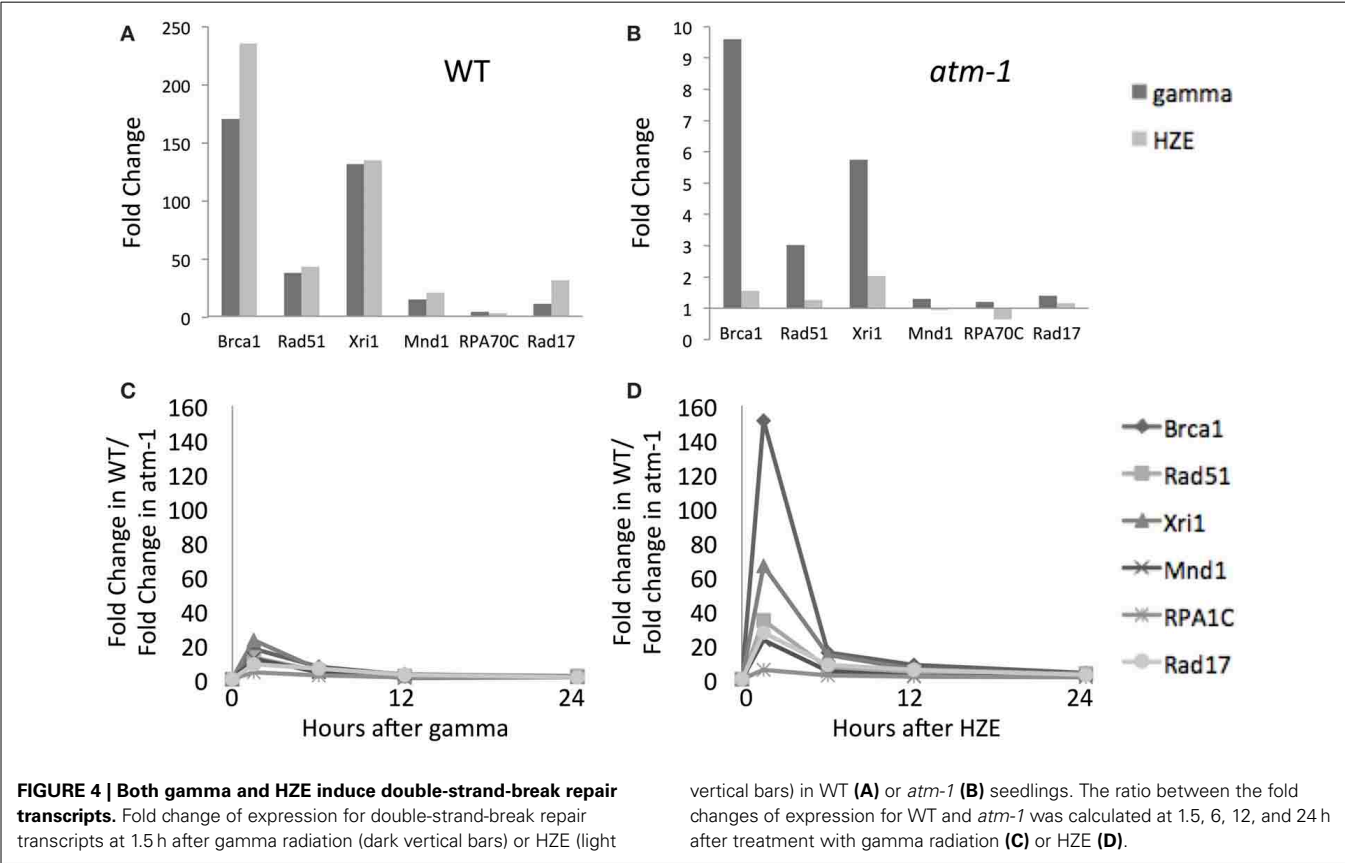 A
250
200
150
100
50
0
Fold Change
WT
Brca1 Rad51 Xri1 Mnd1 RPA70C Rad17
B
10
9
8
7
6
5
4
3
2
1
0
Fold Change
atm-1
Brca1 Rad51 Xri1 Mnd1 RPA70C Rad17
gamma
HZE
C
160
140
120
100
80
60
40
20
0
Fold Change in WT/
Fold Change in atm-1
0 12 24
Hours after gamma
D
160
140
120
100
80
60
40
20
0
Fold change in WT/
Fold change in atm-1
0 12 24
Hours after HZE
Brca1
Rad51
Xri1
Mnd1
RPA1C
Rad17
FIGURE 4 | Both gamma and HZE induce double-strand-break repair
transcripts. Fold change of expression for double-strand-break repair
transcripts at 1.5 h after gamma radiation (dark vertical bars) or HZE (light
vertical bars) in WT (A) or atm-1 (B) seedlings. The ratio between the fold
changes of expression for WT and atm-1 was calculated at 1.5, 6, 12, and 24 h
after treatment with gamma radiation (C) or HZE (D).